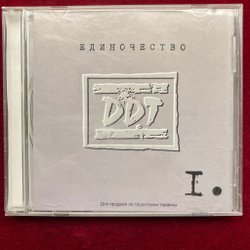 ЕДИНОЧЕСТВО
DDT
I.
Для продажи на территории Украины